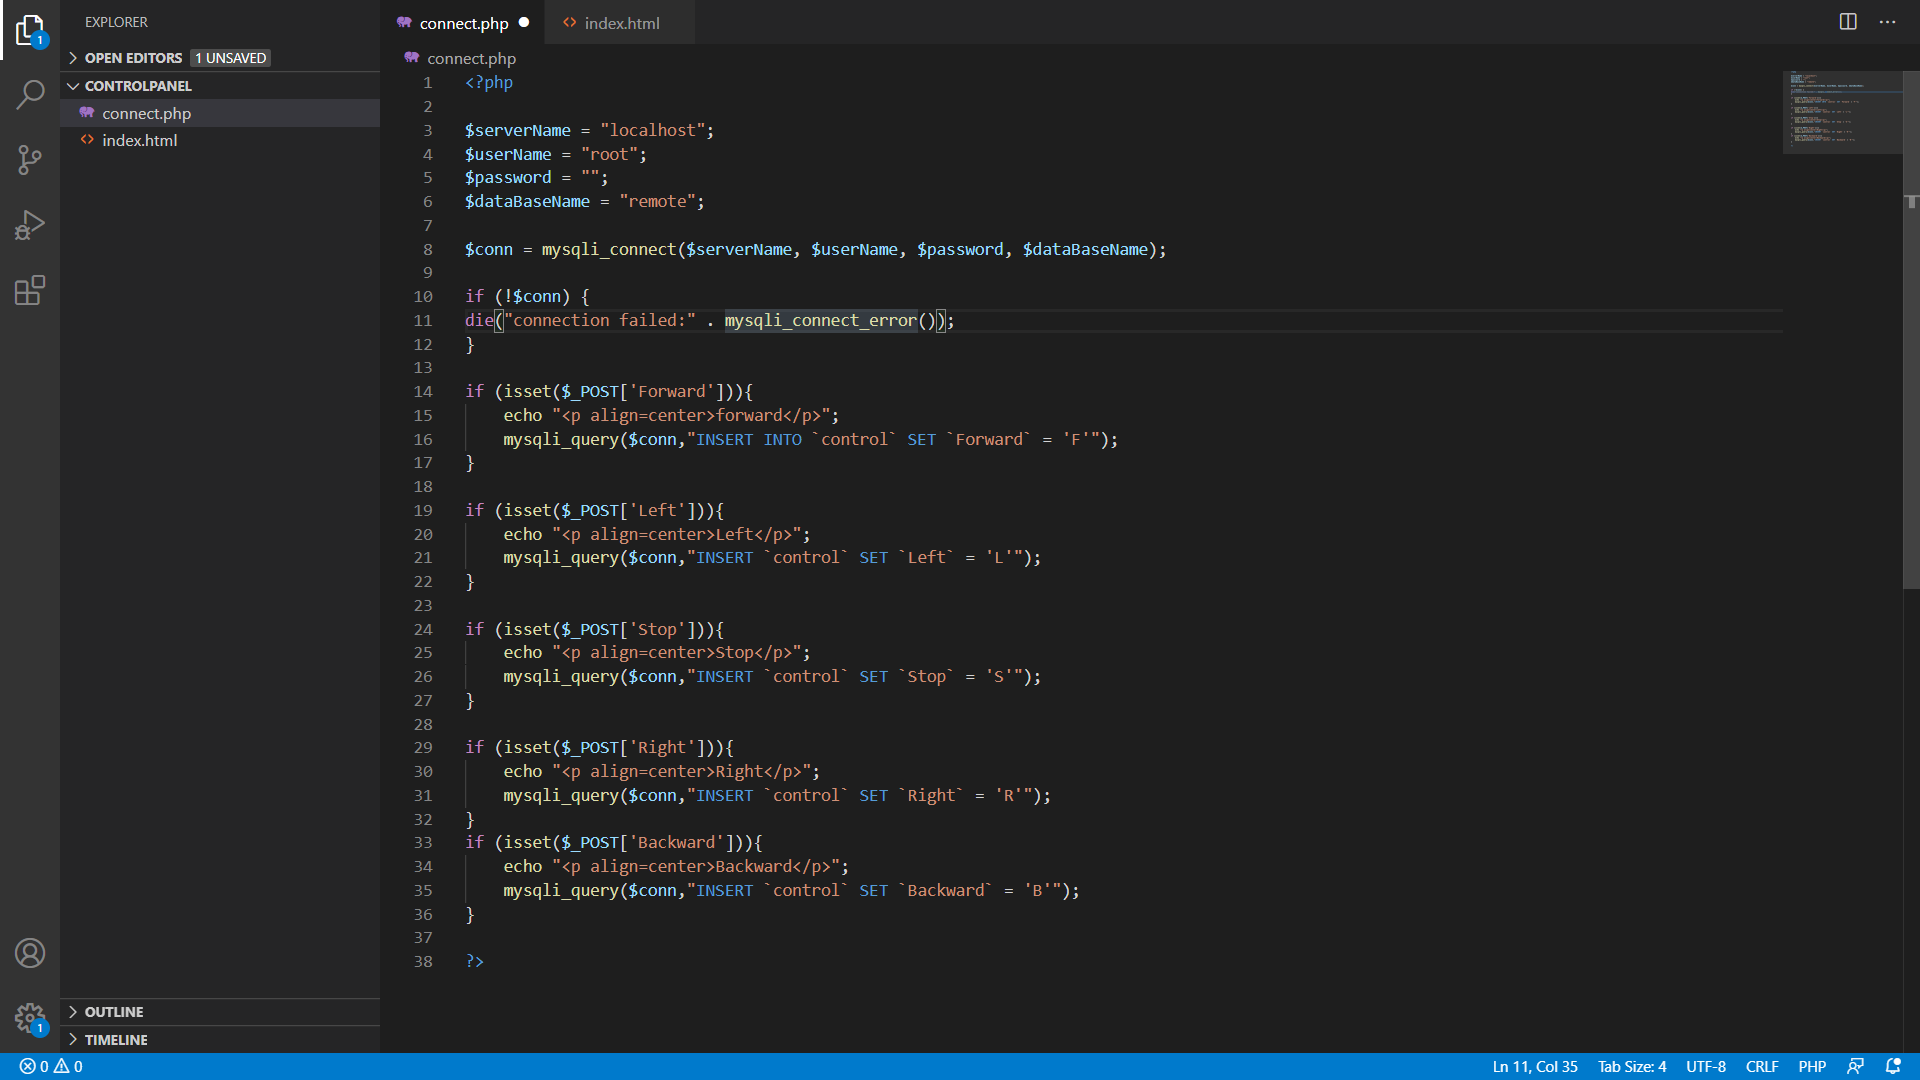 EXPLORER
OPEN EDITORS 1 UNSAVED
CONTROLPANEL
connect.php
index.html
OUTLINE
TIMELINE
connect.php
index.html
connect.php
1 <?php
2
3 $serverName = "localhost";
4 $userName = "root";
5 $password = "";
6 $dataBaseName = "remote";
7
8 $conn = mysqli_connect($serverName, $userName, $password, $dataBaseName);
9
10 if (!$conn) {
11 die("connection failed:" . mysqli_connect_error());
12 }
13
14 if (isset($_POST['Forward'])){
15     echo "<p align=center>forward</p>";
16     mysqli_query($conn,"INSERT INTO `control` SET `Forward` = 'F'");
17 }
18
19 if (isset($_POST['Left'])){
20     echo "<p align=center>Left</p>";
21     mysqli_query($conn,"INSERT `control` SET `Left` = 'L'");
22 }
23
24 if (isset($_POST['Stop'])){
25     echo "<p align=center>Stop</p>";
26     mysqli_query($conn,"INSERT `control` SET `Stop` = 'S'");
27 }
28
29 if (isset($_POST['Right'])){
30     echo "<p align=center>Right</p>";
31     mysqli_query($conn,"INSERT `control` SET `Right` = 'R'");
32 }
33 if (isset($_POST['Backward'])){
34     echo "<p align=center>Backward</p>";
35     mysqli_query($conn,"INSERT `control` SET `Backward` = 'B'");
36 }
37
38 ?>
1
1
0 0
Ln 11, Col 35 Tab Size: 4 UTF-8 CRLF PHP